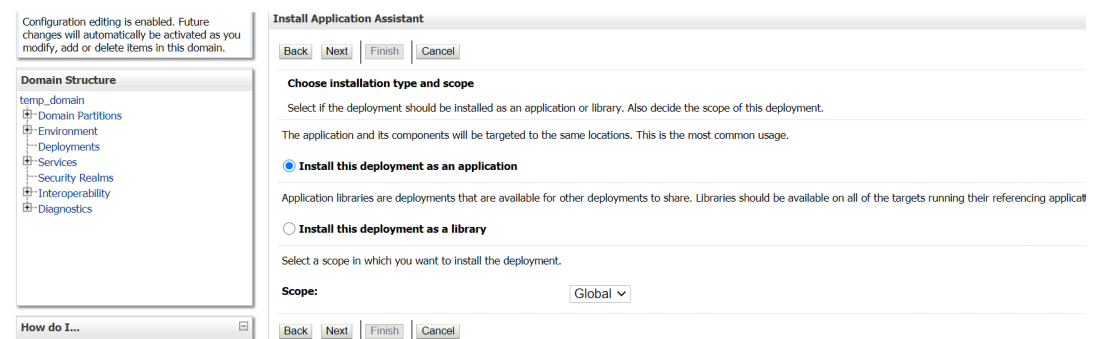 Configuration editing is enabled. Future
changes will automatically be activated as you
modify, add or delete items in this domain.
Domain Structure
temp_domain
Domain Partitions
Environment
Deployments
Services
Security Realms
Interoperability
Diagnostics
How do I...
Install Application Assistant
Back Next Finish Cancel
Choose installation type and scope
Select if the deployment should be installed as an application or library. Also decide the scope of this deployment.
The application and its components will be targeted to the same locations. This is the most common usage.
Install this deployment as an application
Application libraries are deployments that are available for other deployments to share. Libraries should be available on all of the targets running their referencing applicat
Install this deployment as a library
Select a scope in which you want to install the deployment.
Scope: Global
Back Next Finish Cancel